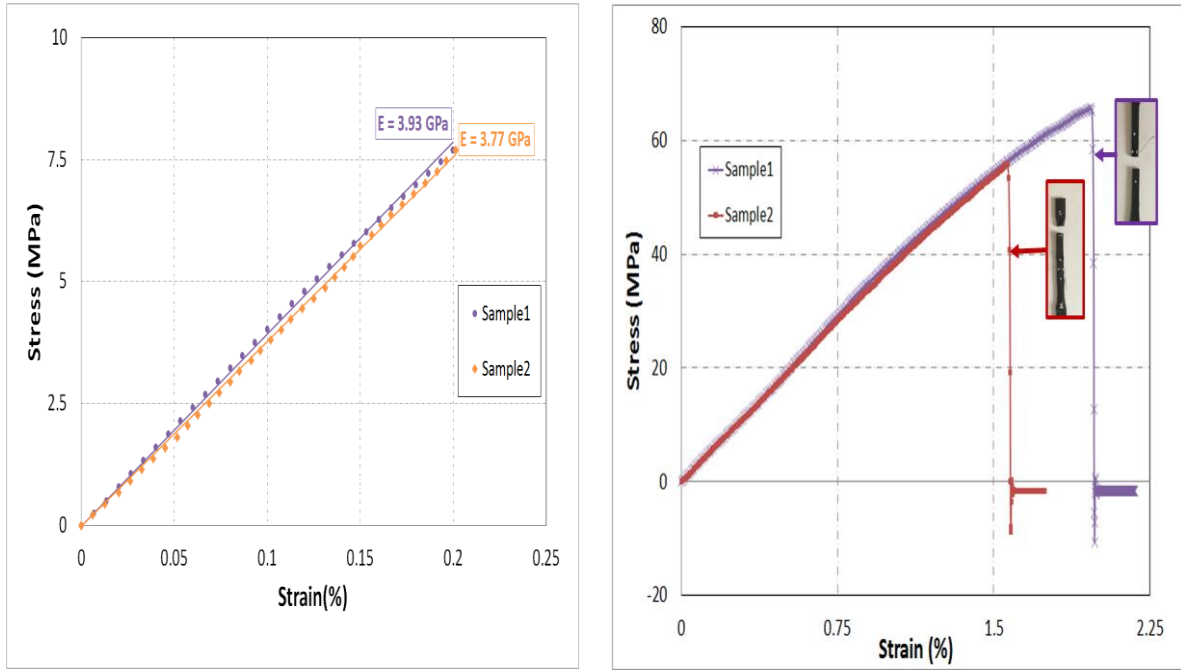 10
7.5
5
2.5
0
0
0.05
0.1
0.15
0.2
0.25
Stress (MPa)
Strain(%)
E = 3.93 GPa
E = 3.77 GPa
Sample1
Sample2
80
60
40
20
0
-20
0
0.75
1.5
2.25
Stress (MPa)
Strain (%)
Sample1
Sample2